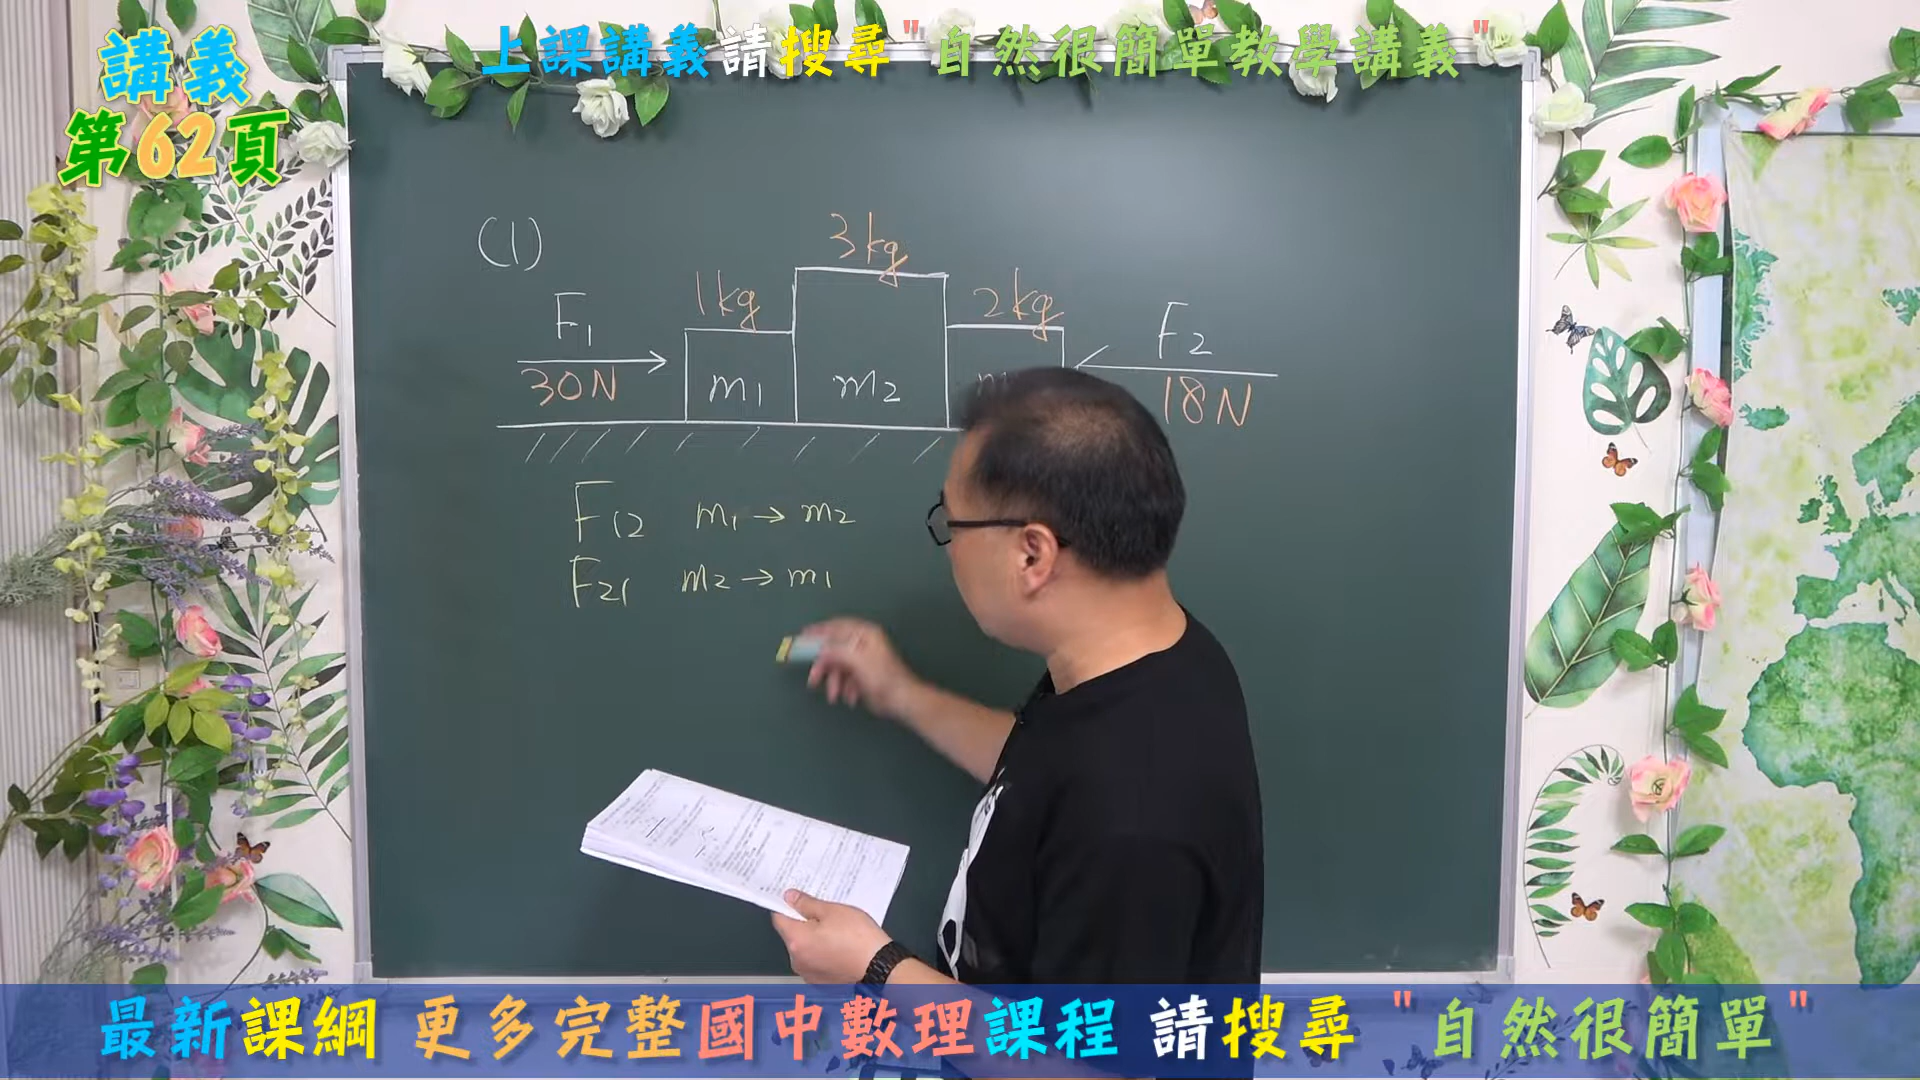 上課講義請搜尋"自然很簡單教學講義"
講義
第62頁
(1)
3kg
1kg
2kg
F1
F2
30N
18N
m1
m2
F12 m1→m2
F21 m2→m1
最新課綱 更多完整國中數理課程 請搜尋 "自然很簡單"